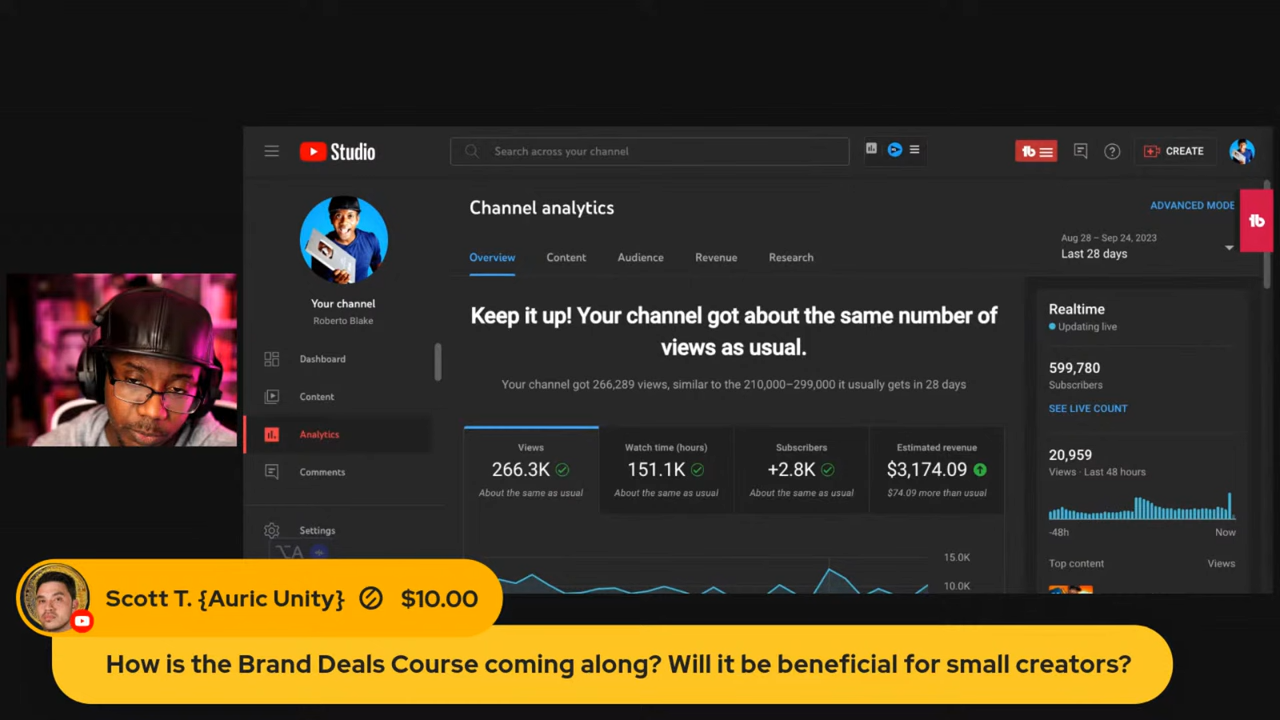 Studio
Search across your channel
CREATE
Channel analytics
ADVANCED MODE
Aug 28 – Sep 24, 2023
Last 28 days
Overview
Content
Audience
Revenue
Research
Your channel
Roberto Blake
Dashboard
Content
Analytics
Comments
Settings
⌥A
Keep it up! Your channel got about the same number of
views as usual.
Your channel got 266,289 views, similar to the 210,000–299,000 it usually gets in 28 days
Views
266.3K
About the same as usual
Watch time (hours)
151.1K
About the same as usual
Subscribers
+2.8K
About the same as usual
Estimated revenue
$3,174.09
$74.09 more than usual
15.0K
10.0K
Realtime
Updating live
599,780
Subscribers
SEE LIVE COUNT
20,959
Views · Last 48 hours
-48h
Now
Top content
Views
tb
tb
Scott T. {Auric Unity}
$10.00
How is the Brand Deals Course coming along? Will it be beneficial for small creators?